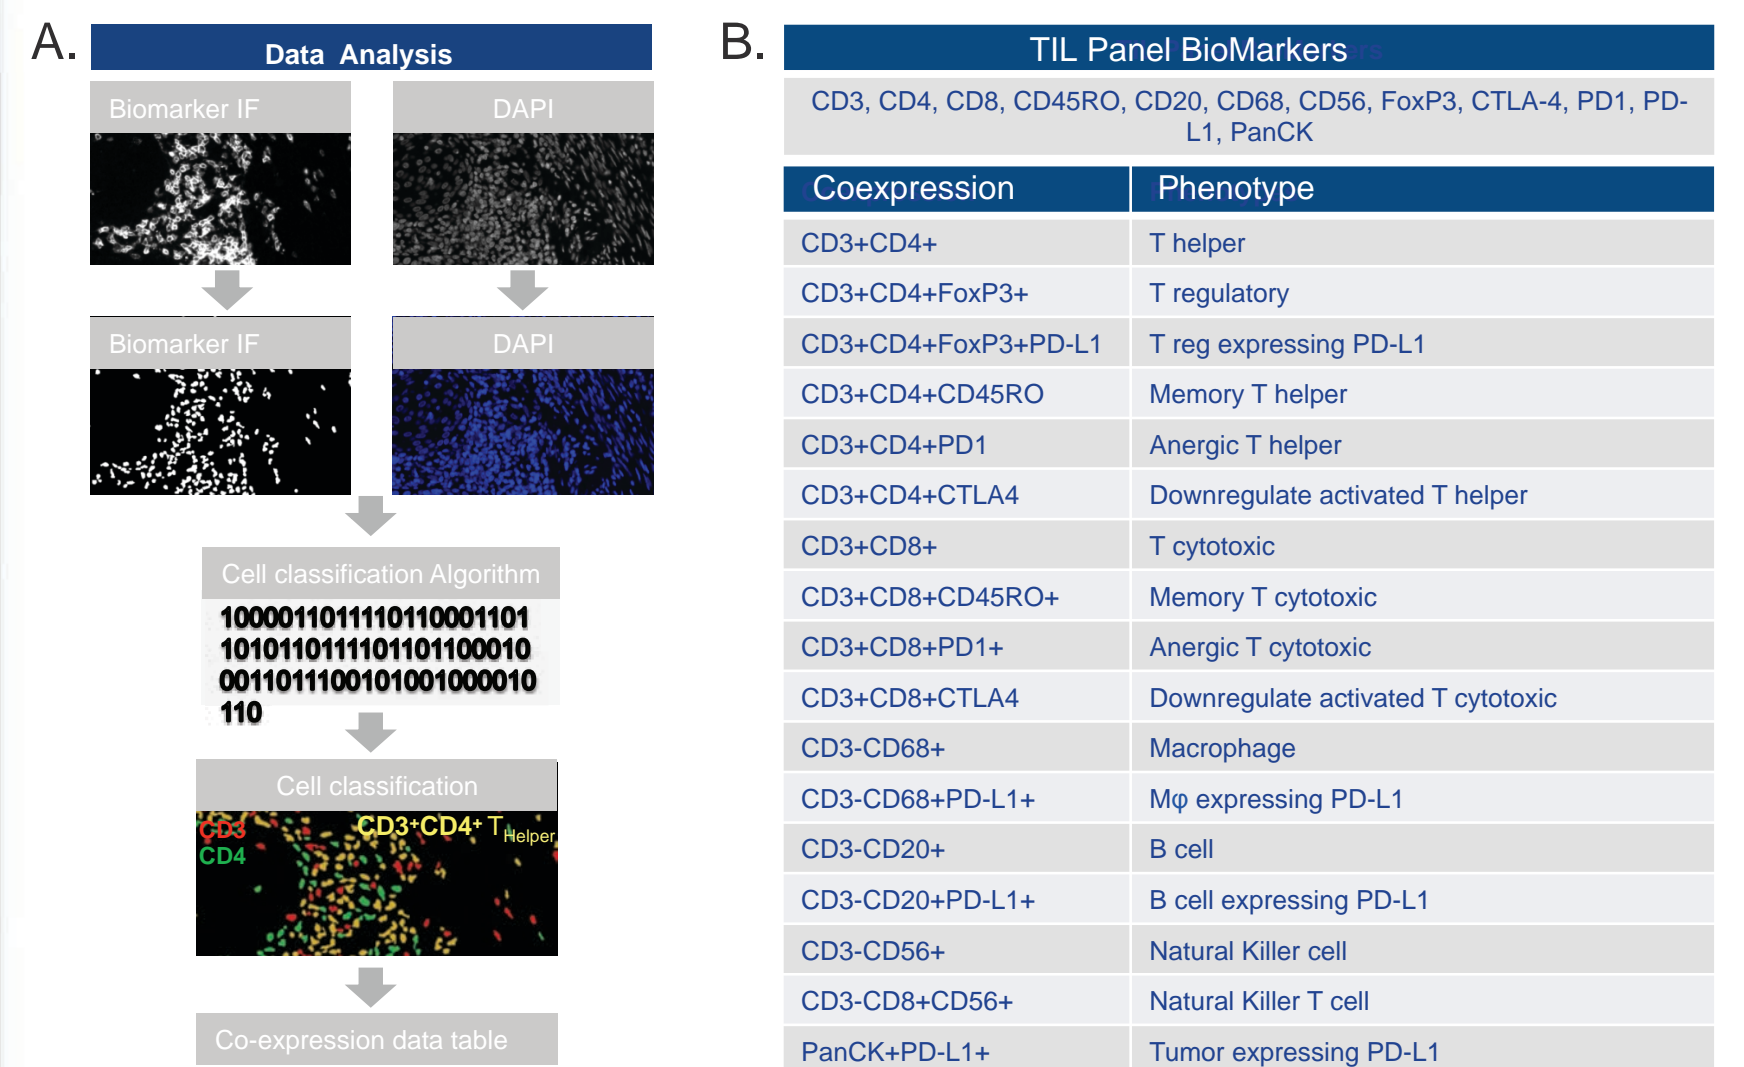 A.
Data Analysis
Biomarker IF
DAPI
Biomarker IF
DAPI
Cell classification Algorithm
1000011011110110001101
1010110111101101100010
0011011100101001000010
110
Cell classification
CD3
CD3+CD4+ THelper
CD4
Co-expression data table
B.
TIL Panel BioMarkers
CD3, CD4, CD8, CD45RO, CD20, CD68, CD56, FoxP3, CTLA-4, PD1, PD-
L1, PanCK
Coexpression Phenotype
CD3+CD4+ T helper
CD3+CD4+FoxP3+ T regulatory
CD3+CD4+FoxP3+PD-L1 T reg expressing PD-L1
CD3+CD4+CD45RO Memory T helper
CD3+CD4+PD1 Anergic T helper
CD3+CD4+CTLA4 Downregulate activated T helper
CD3+CD8+ T cytotoxic
CD3+CD8+CD45RO+ Memory T cytotoxic
CD3+CD8+PD1+ Anergic T cytotoxic
CD3+CD8+CTLA4 Downregulate activated T cytotoxic
CD3-CD68+ Macrophage
CD3-CD68+PD-L1+ Mφ expressing PD-L1
CD3-CD20+ B cell
CD3-CD20+PD-L1+ B cell expressing PD-L1
CD3-CD56+ Natural Killer cell
CD3-CD8+CD56+ Natural Killer T cell
PanCK+PD-L1+ Tumor expressing PD-L1